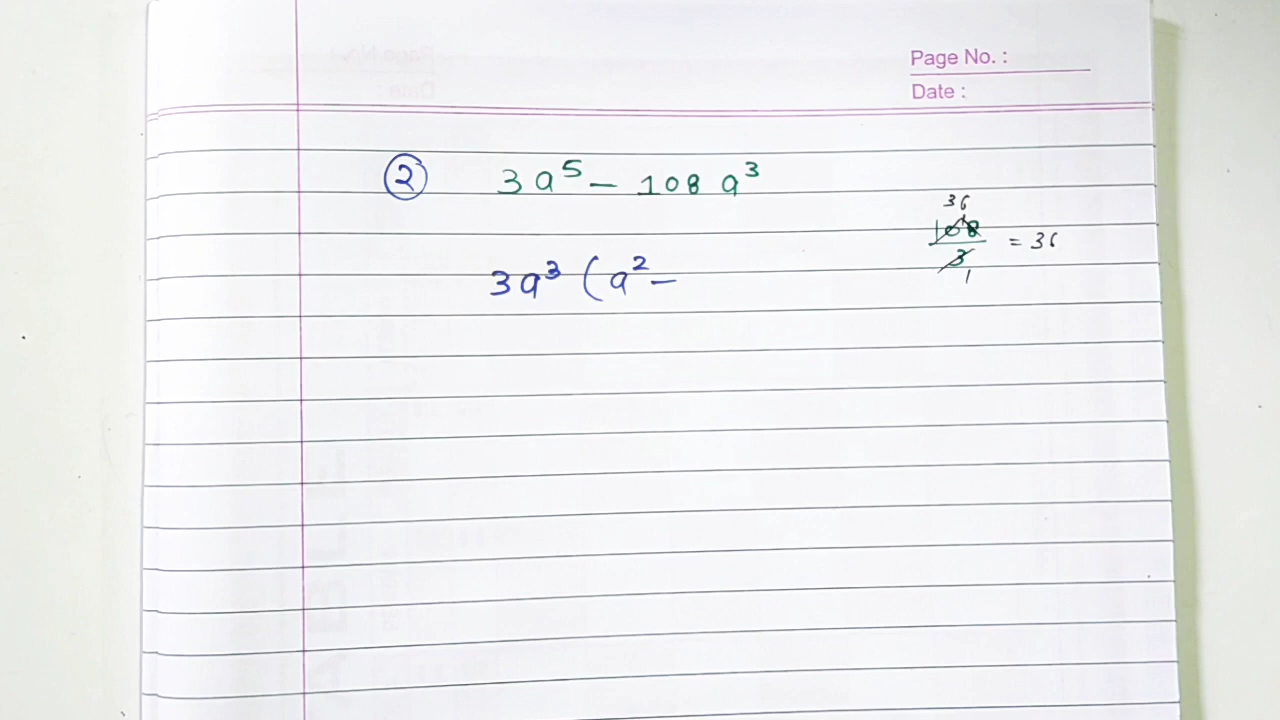 Page No. :
Date :
② 3a⁵ - 108a³
36
108/3 = 36
1
3a³ (a² -